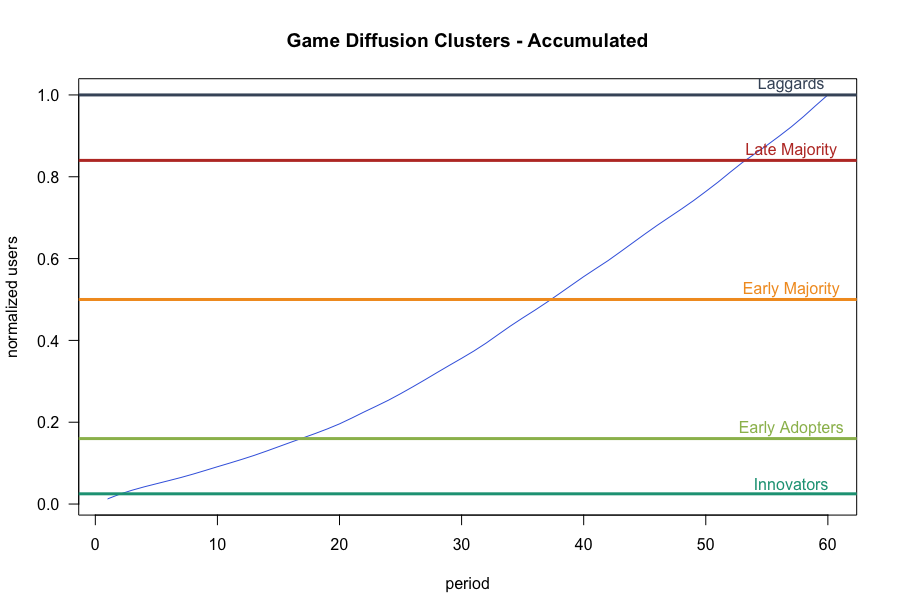 Game Diffusion Clusters - Accumulated
Laggards
1.0
Late Majority
0.8
normalized users
0.6
Early Majority
0.4
0.2
Early Adopters
Innovators
0.0
0 10 20 30 40 50 60
period